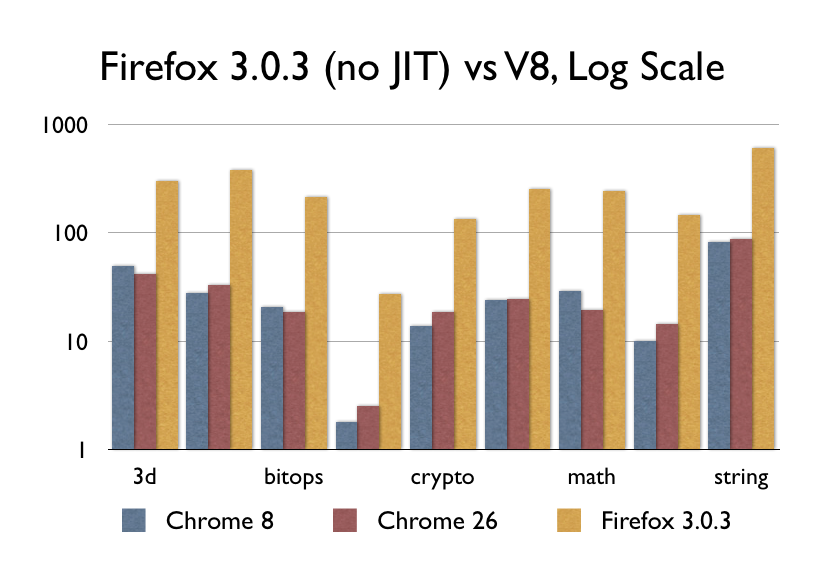 Firefox 3.0.3 (no JIT) vs V8, Log Scale
1000
100
10
1
3d bitops crypto math string
Chrome 8 Chrome 26 Firefox 3.0.3